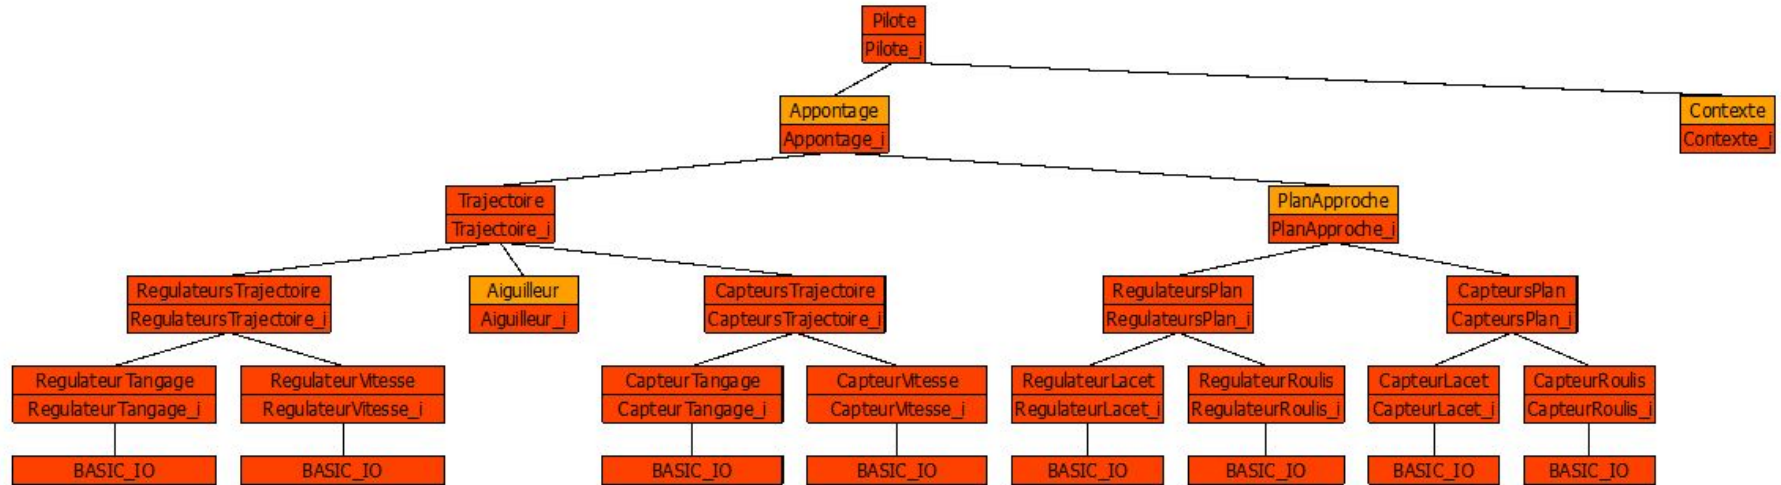 Pilote
Pilote_i
Appontage
Appontage_i
Contexte
Contexte_i
Trajectoire
Trajectoire_i
PlanApproche
PlanApproche_i
RegulateursTrajectoire
RegulateursTrajectoire_i
Aiguilleur
Aiguilleur_i
CapteursTrajectoire
CapteursTrajectoire_i
RegulateursPlan
RegulateursPlan_i
CapteursPlan
CapteursPlan_i
RegulateurTangage
RegulateurTangage_i
RegulateurVitesse
RegulateurVitesse_i
CapteurTangage
CapteurTangage_i
CapteurVitesse
CapteurVitesse_i
RegulateurLacet
RegulateurLacet_i
RegulateurRoulis
RegulateurRoulis_i
CapteurLacet
CapteurLacet_i
CapteurRoulis
CapteurRoulis_i
BASIC_IO
BASIC_IO
BASIC_IO
BASIC_IO
BASIC_IO
BASIC_IO
BASIC_IO
BASIC_IO